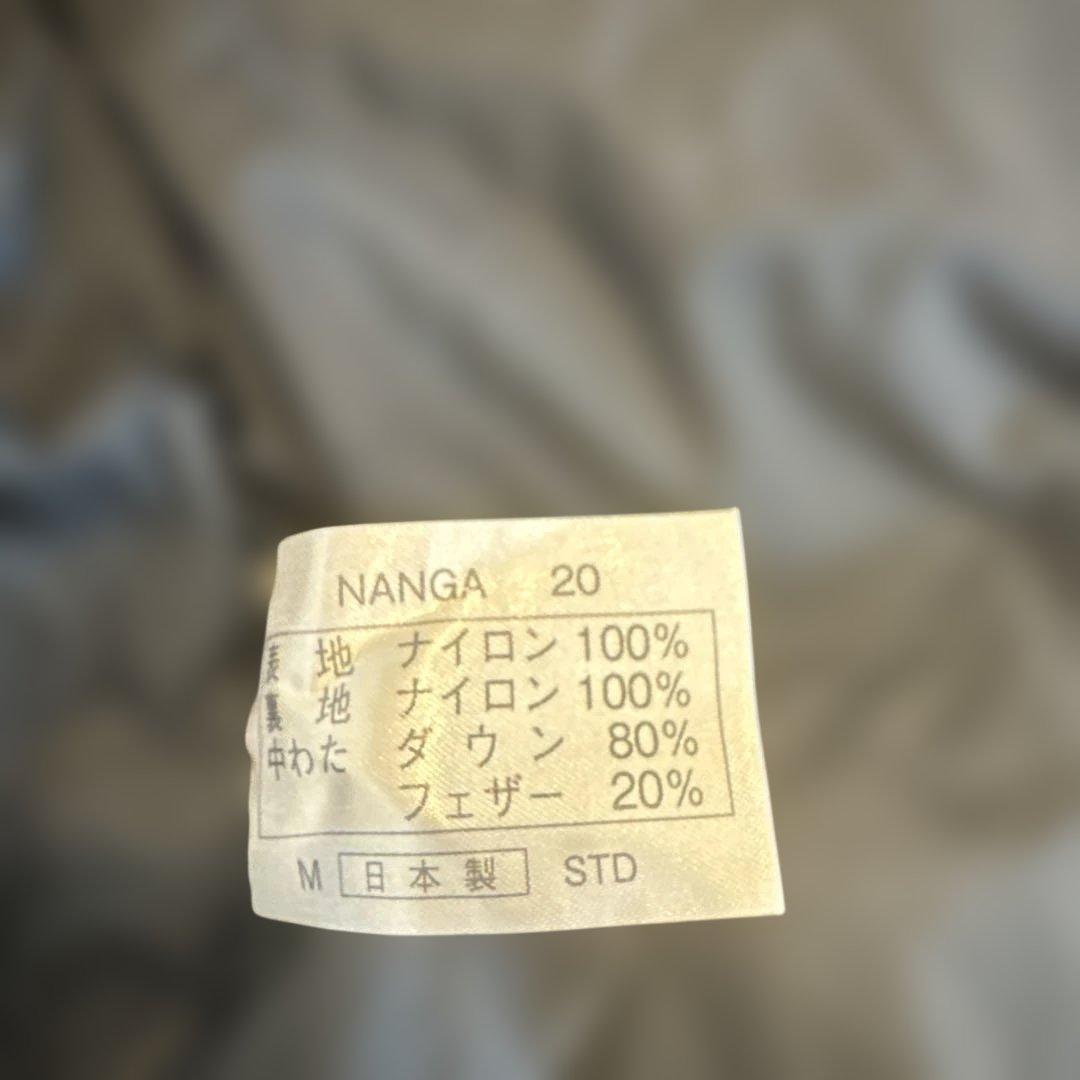 NANGA 20
表地 ナイロン 100%
裏地 ナイロン 100%
中わた ダウン 80%
フェザー 20%
M 日本製 STD